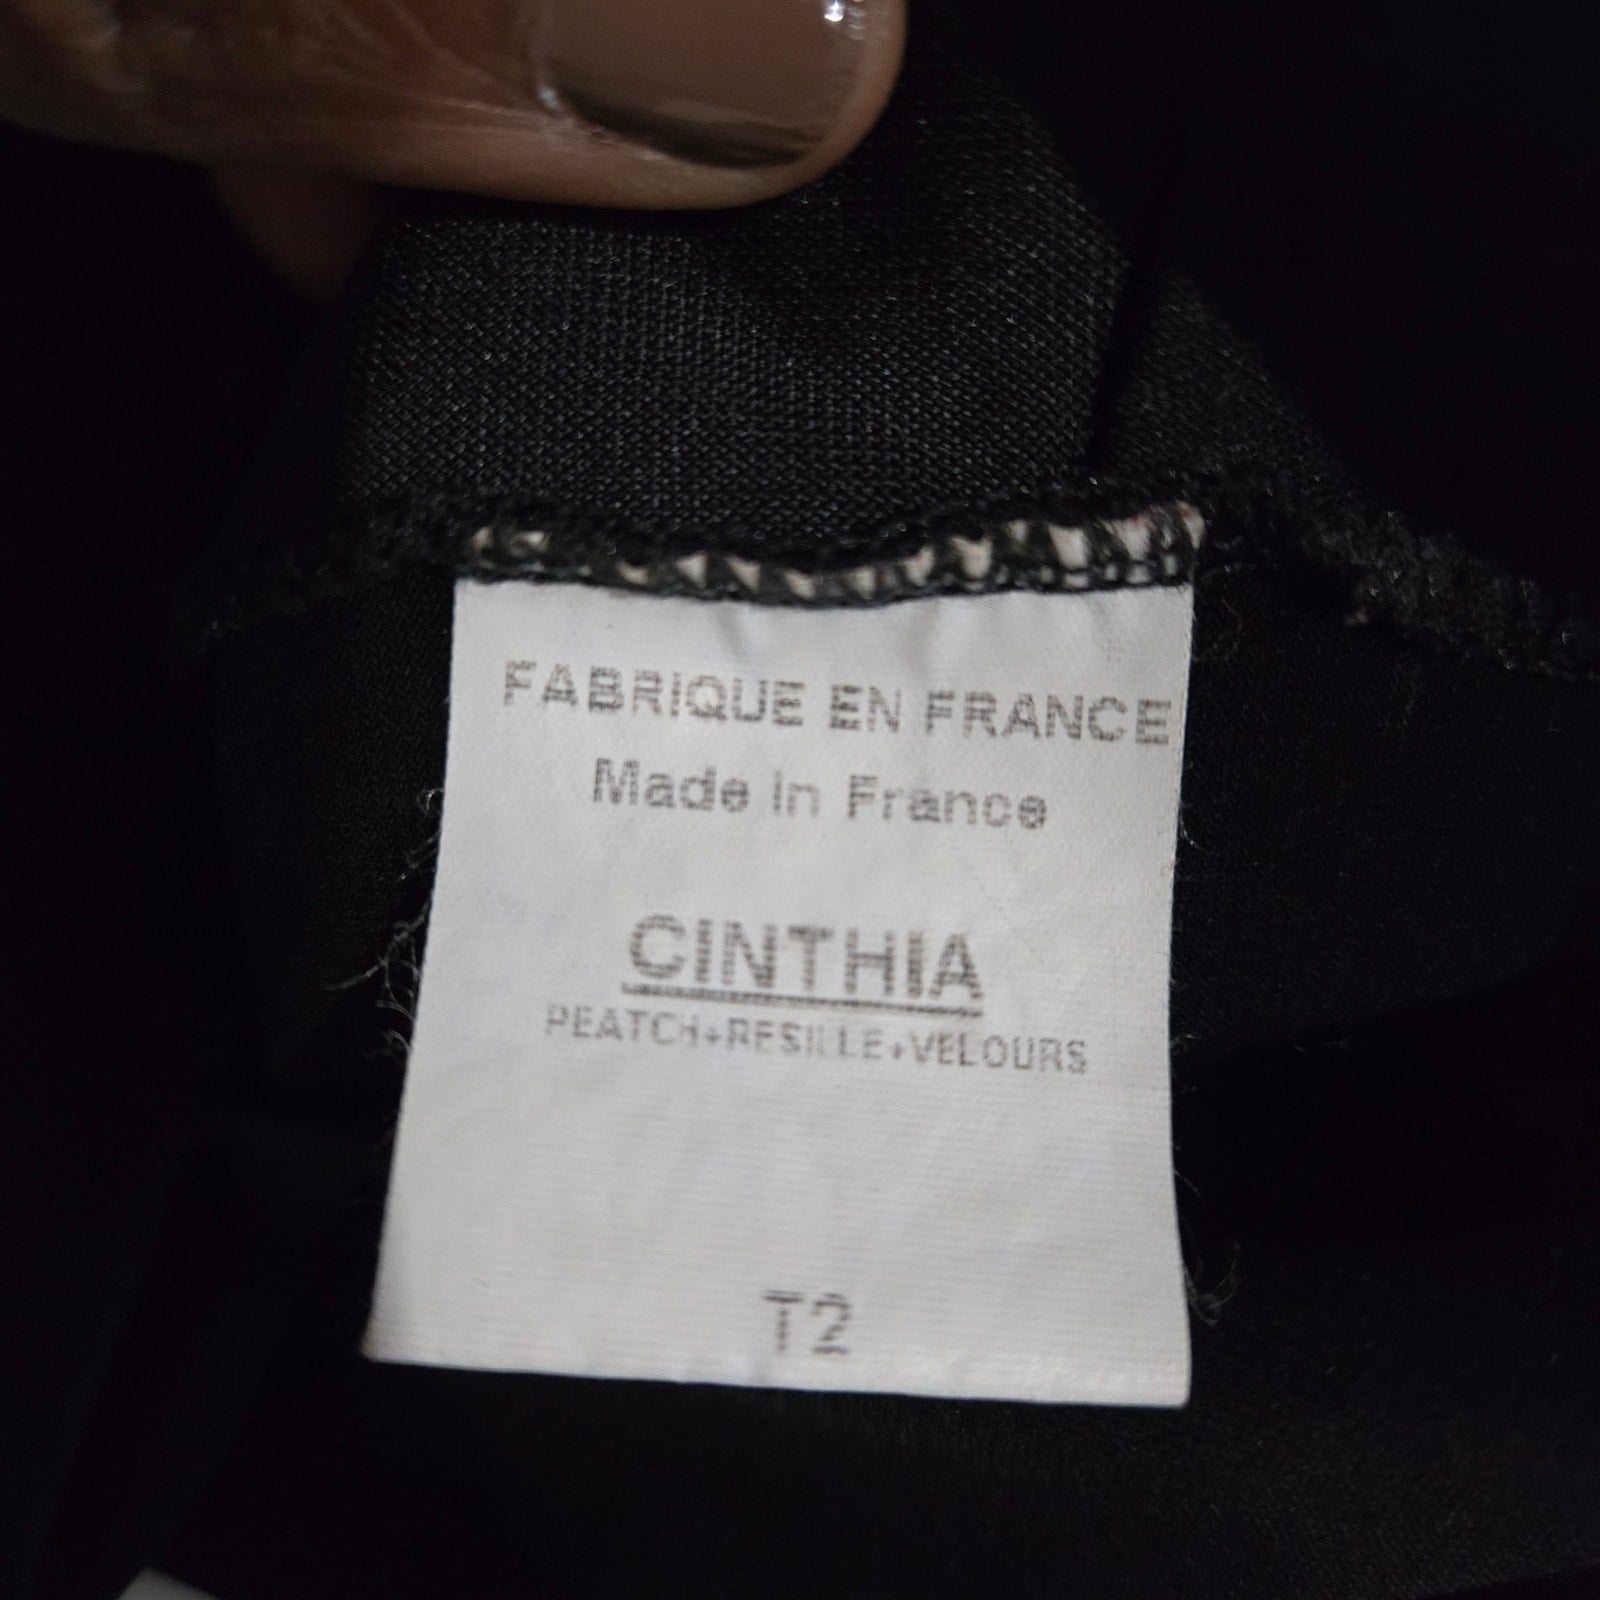 FABRIQUE EN FRANCE
Made in France
CINTHIA
PEATCH+RESILLE+VELOURS
T2